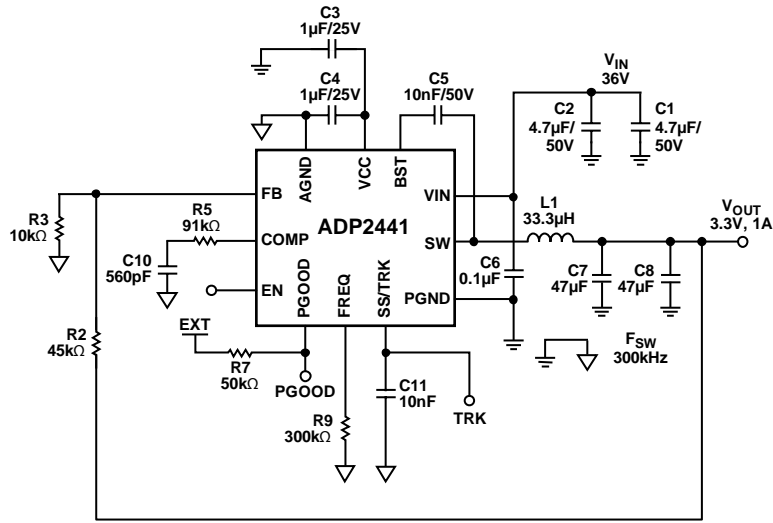 C3
1µF/25V
C4
1µF/25V
C5
10nF/50V
VIN
36V
C2
4.7µF/
50V
C1
4.7µF/
50V
AGND
VCC
BST
FB
VIN
ADP2441
R3
10kΩ
R5
91kΩ
COMP
SW
L1
33.3µH
VOUT
3.3V, 1A
C10
560pF
EN
PGOOD
FREQ
SS/TRK
PGND
C6
0.1µF
C7
47µF
C8
47µF
R2
45kΩ
EXT
R7
50kΩ
PGOOD
C11
10nF
TRK
FSW
300kHz
R9
300kΩ